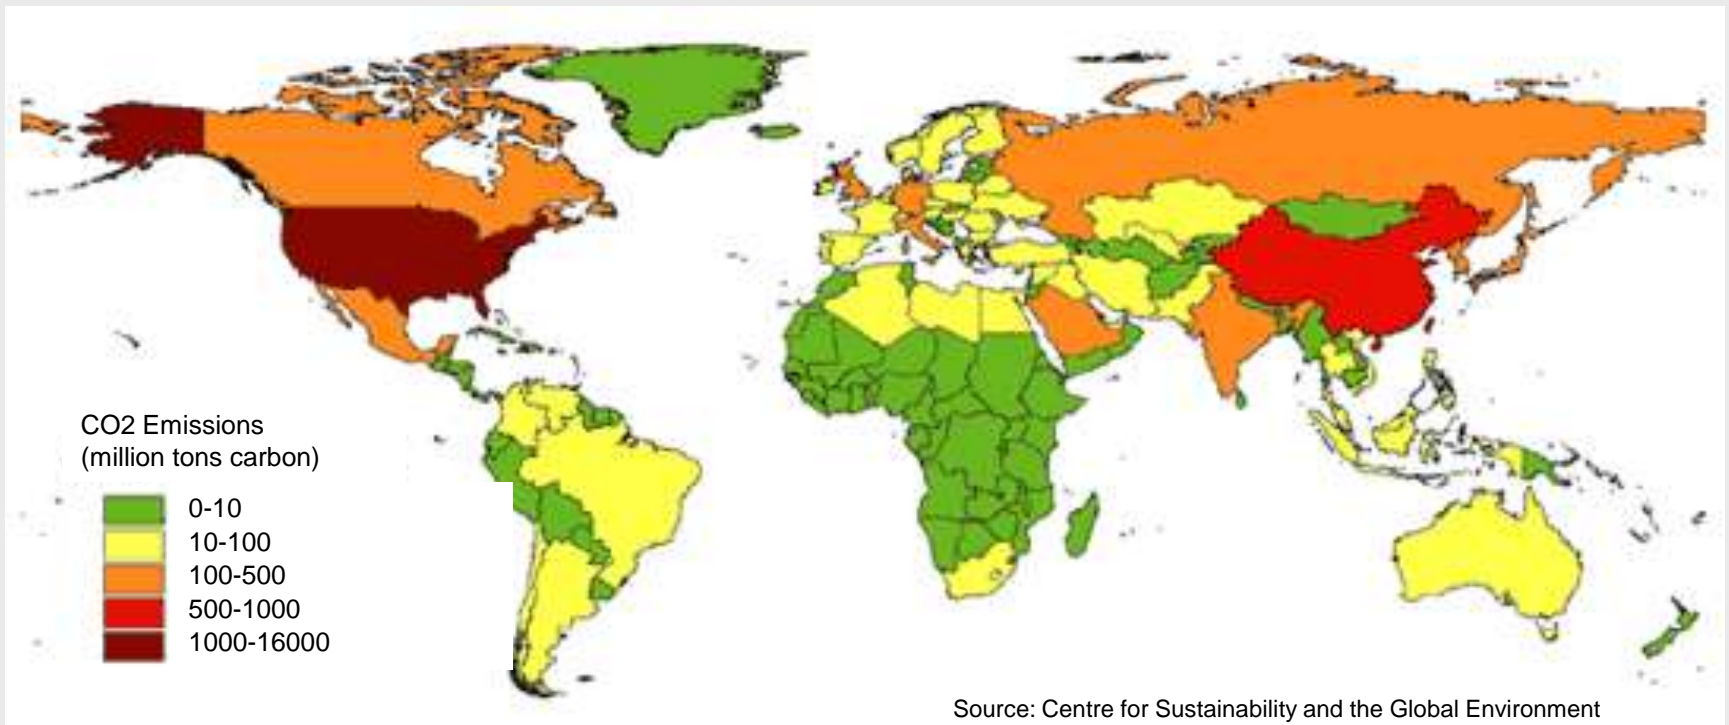 CO2 Emissions
(million tons carbon)
0-10
10-100
100-500
500-1000
1000-16000
Source: Centre for Sustainability and the Global Environment